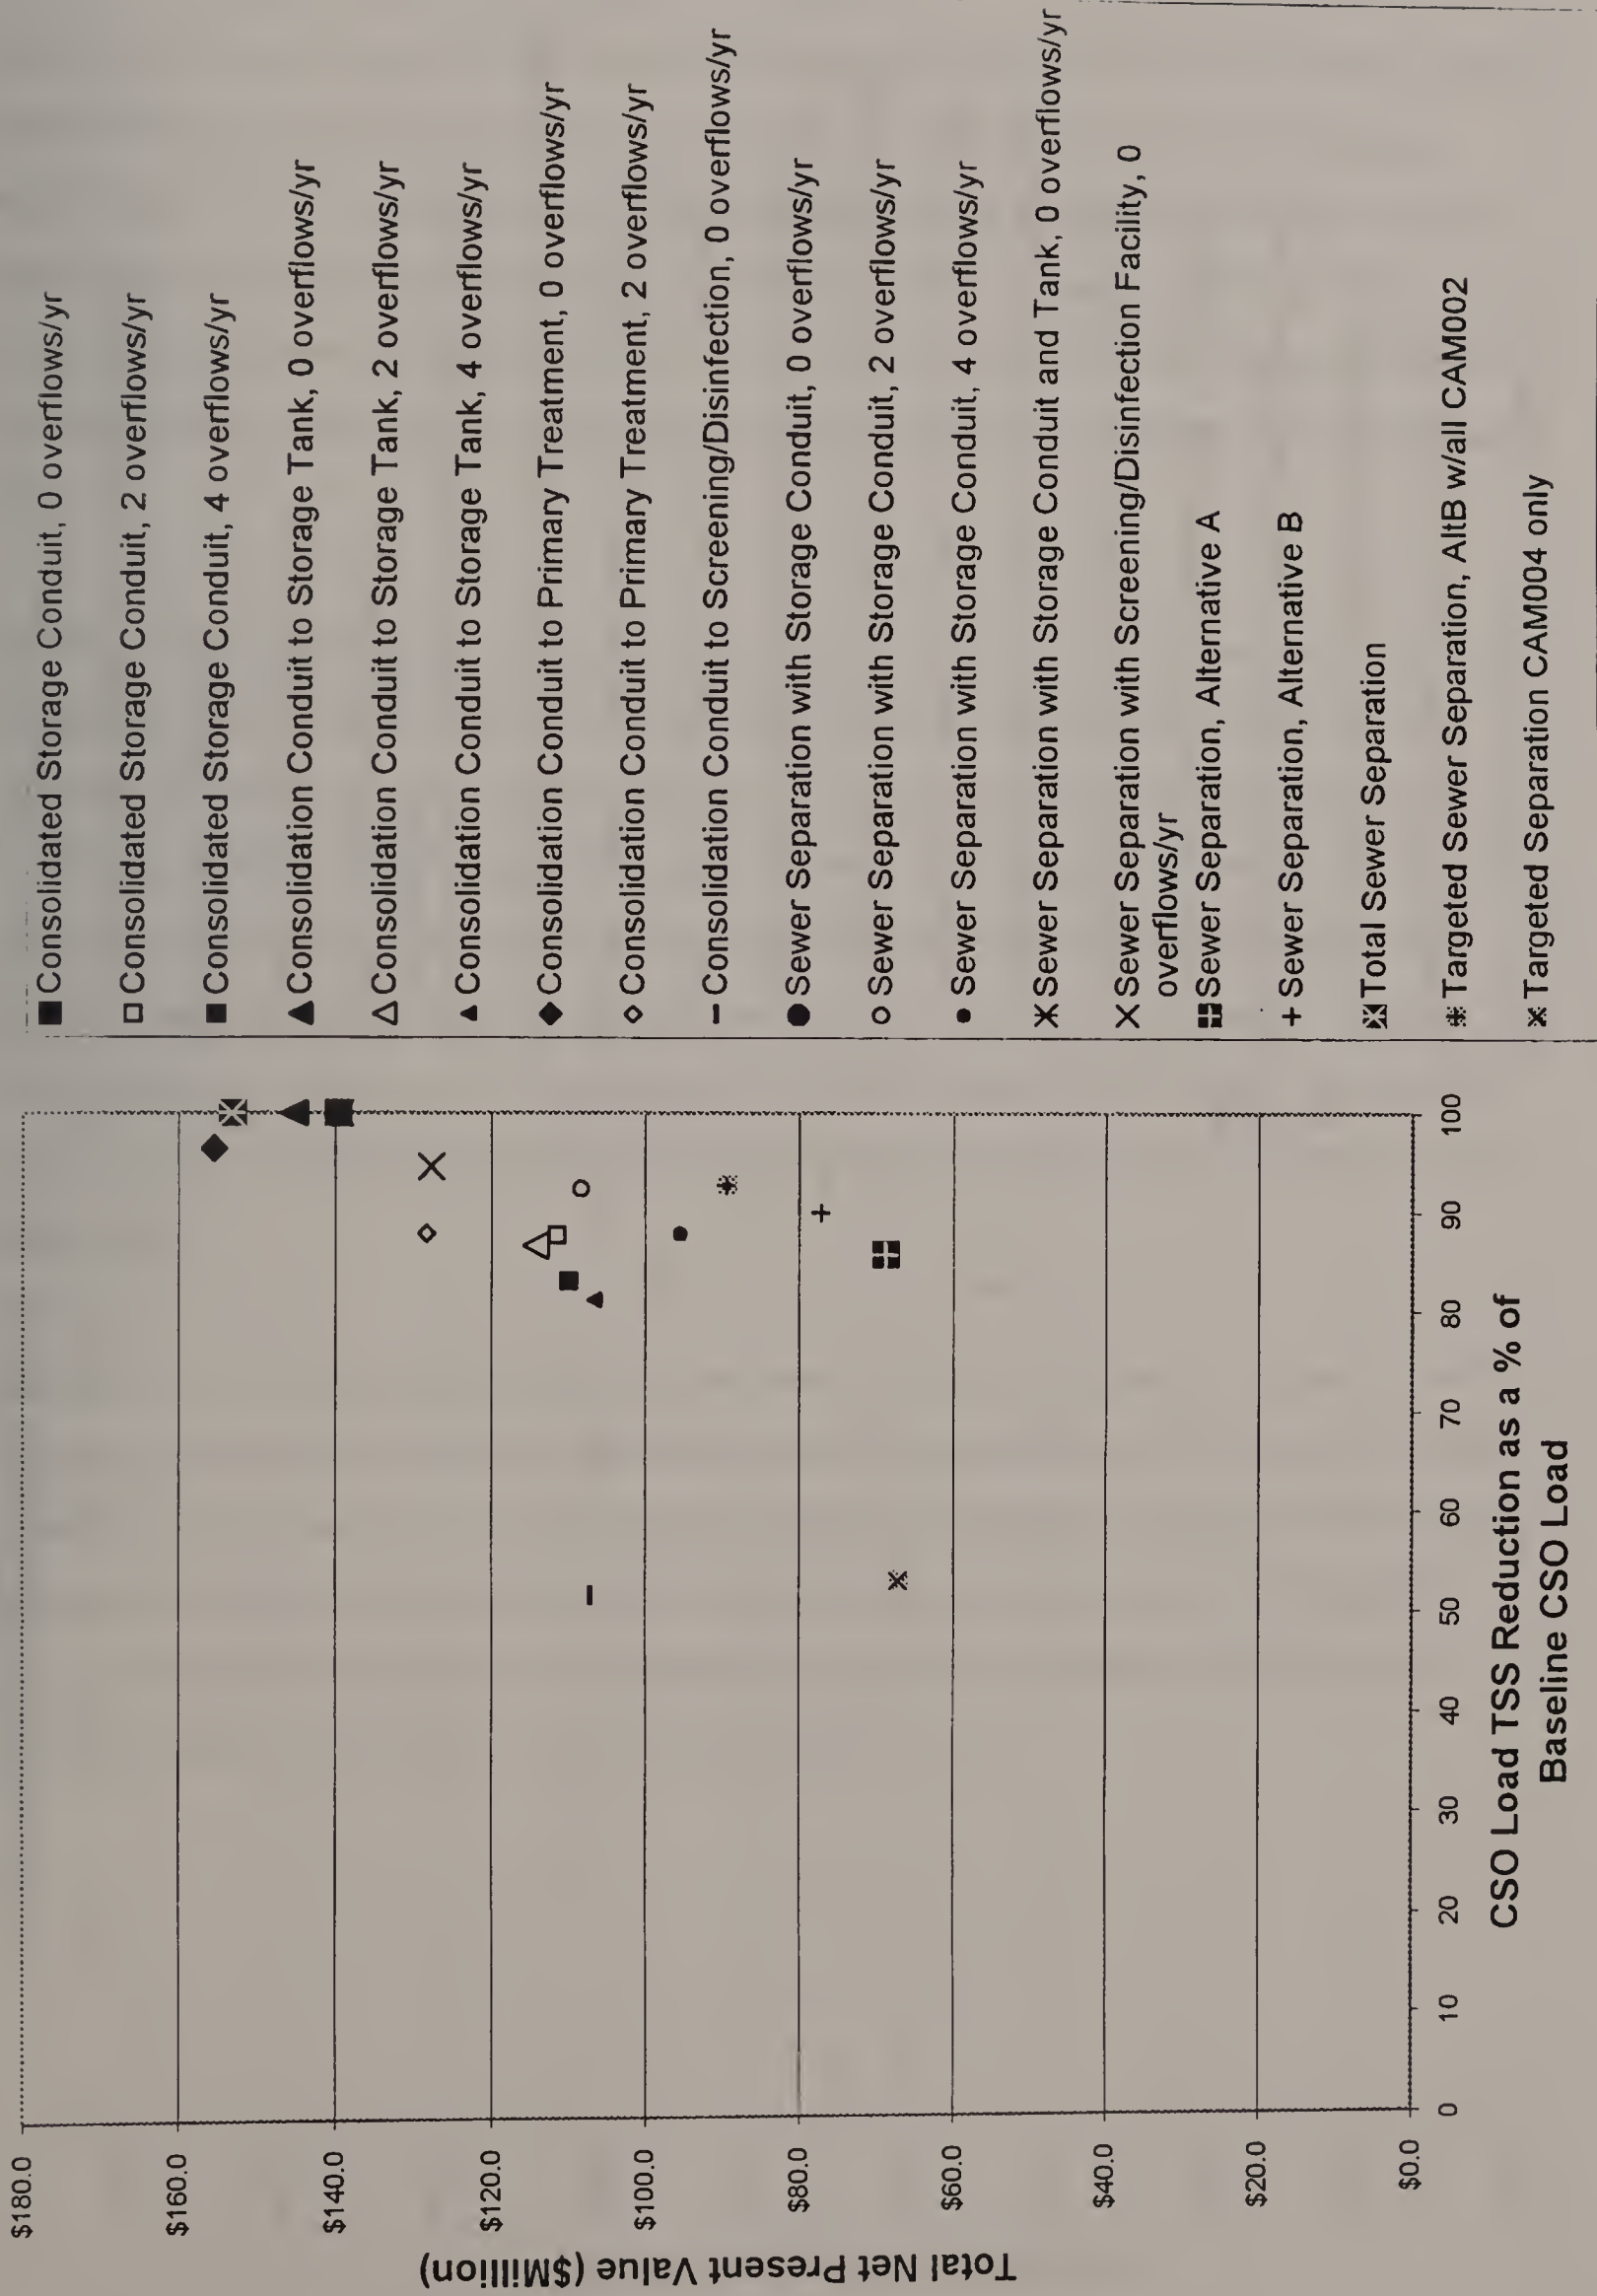 Total Net Present Value ($Million)
$180.0
$160.0
$140.0
$120.0
$100.0
$80.0
$60.0
$40.0
$20.0
$0.0
0
10
20
30
40
50
60
70
80
90
100
CSO Load TSS Reduction as a % of
Baseline CSO Load
Consolidated Storage Conduit, 0 overflows/yr
Consolidated Storage Conduit, 2 overflows/yr
Consolidated Storage Conduit, 4 overflows/yr
Consolidation Conduit to Storage Tank, 0 overflows/yr
Consolidation Conduit to Storage Tank, 2 overflows/yr
Consolidation Conduit to Storage Tank, 4 overflows/yr
Consolidation Conduit to Primary Treatment, 0 overflows/yr
Consolidation Conduit to Primary Treatment, 2 overflows/yr
Consolidation Conduit to Screening/Disinfection, 0 overflows/yr
Sewer Separation with Storage Conduit, 0 overflows/yr
Sewer Separation with Storage Conduit, 2 overflows/yr
Sewer Separation with Storage Conduit, 4 overflows/yr
Sewer Separation with Storage Conduit and Tank, 0 overflows/yr
Sewer Separation with Screening/Disinfection Facility, 0
overflows/yr
Sewer Separation, Alternative A
Sewer Separation, Alternative B
Total Sewer Separation
Targeted Sewer Separation, AltB w/all CAM002
Targeted Separation CAM004 only